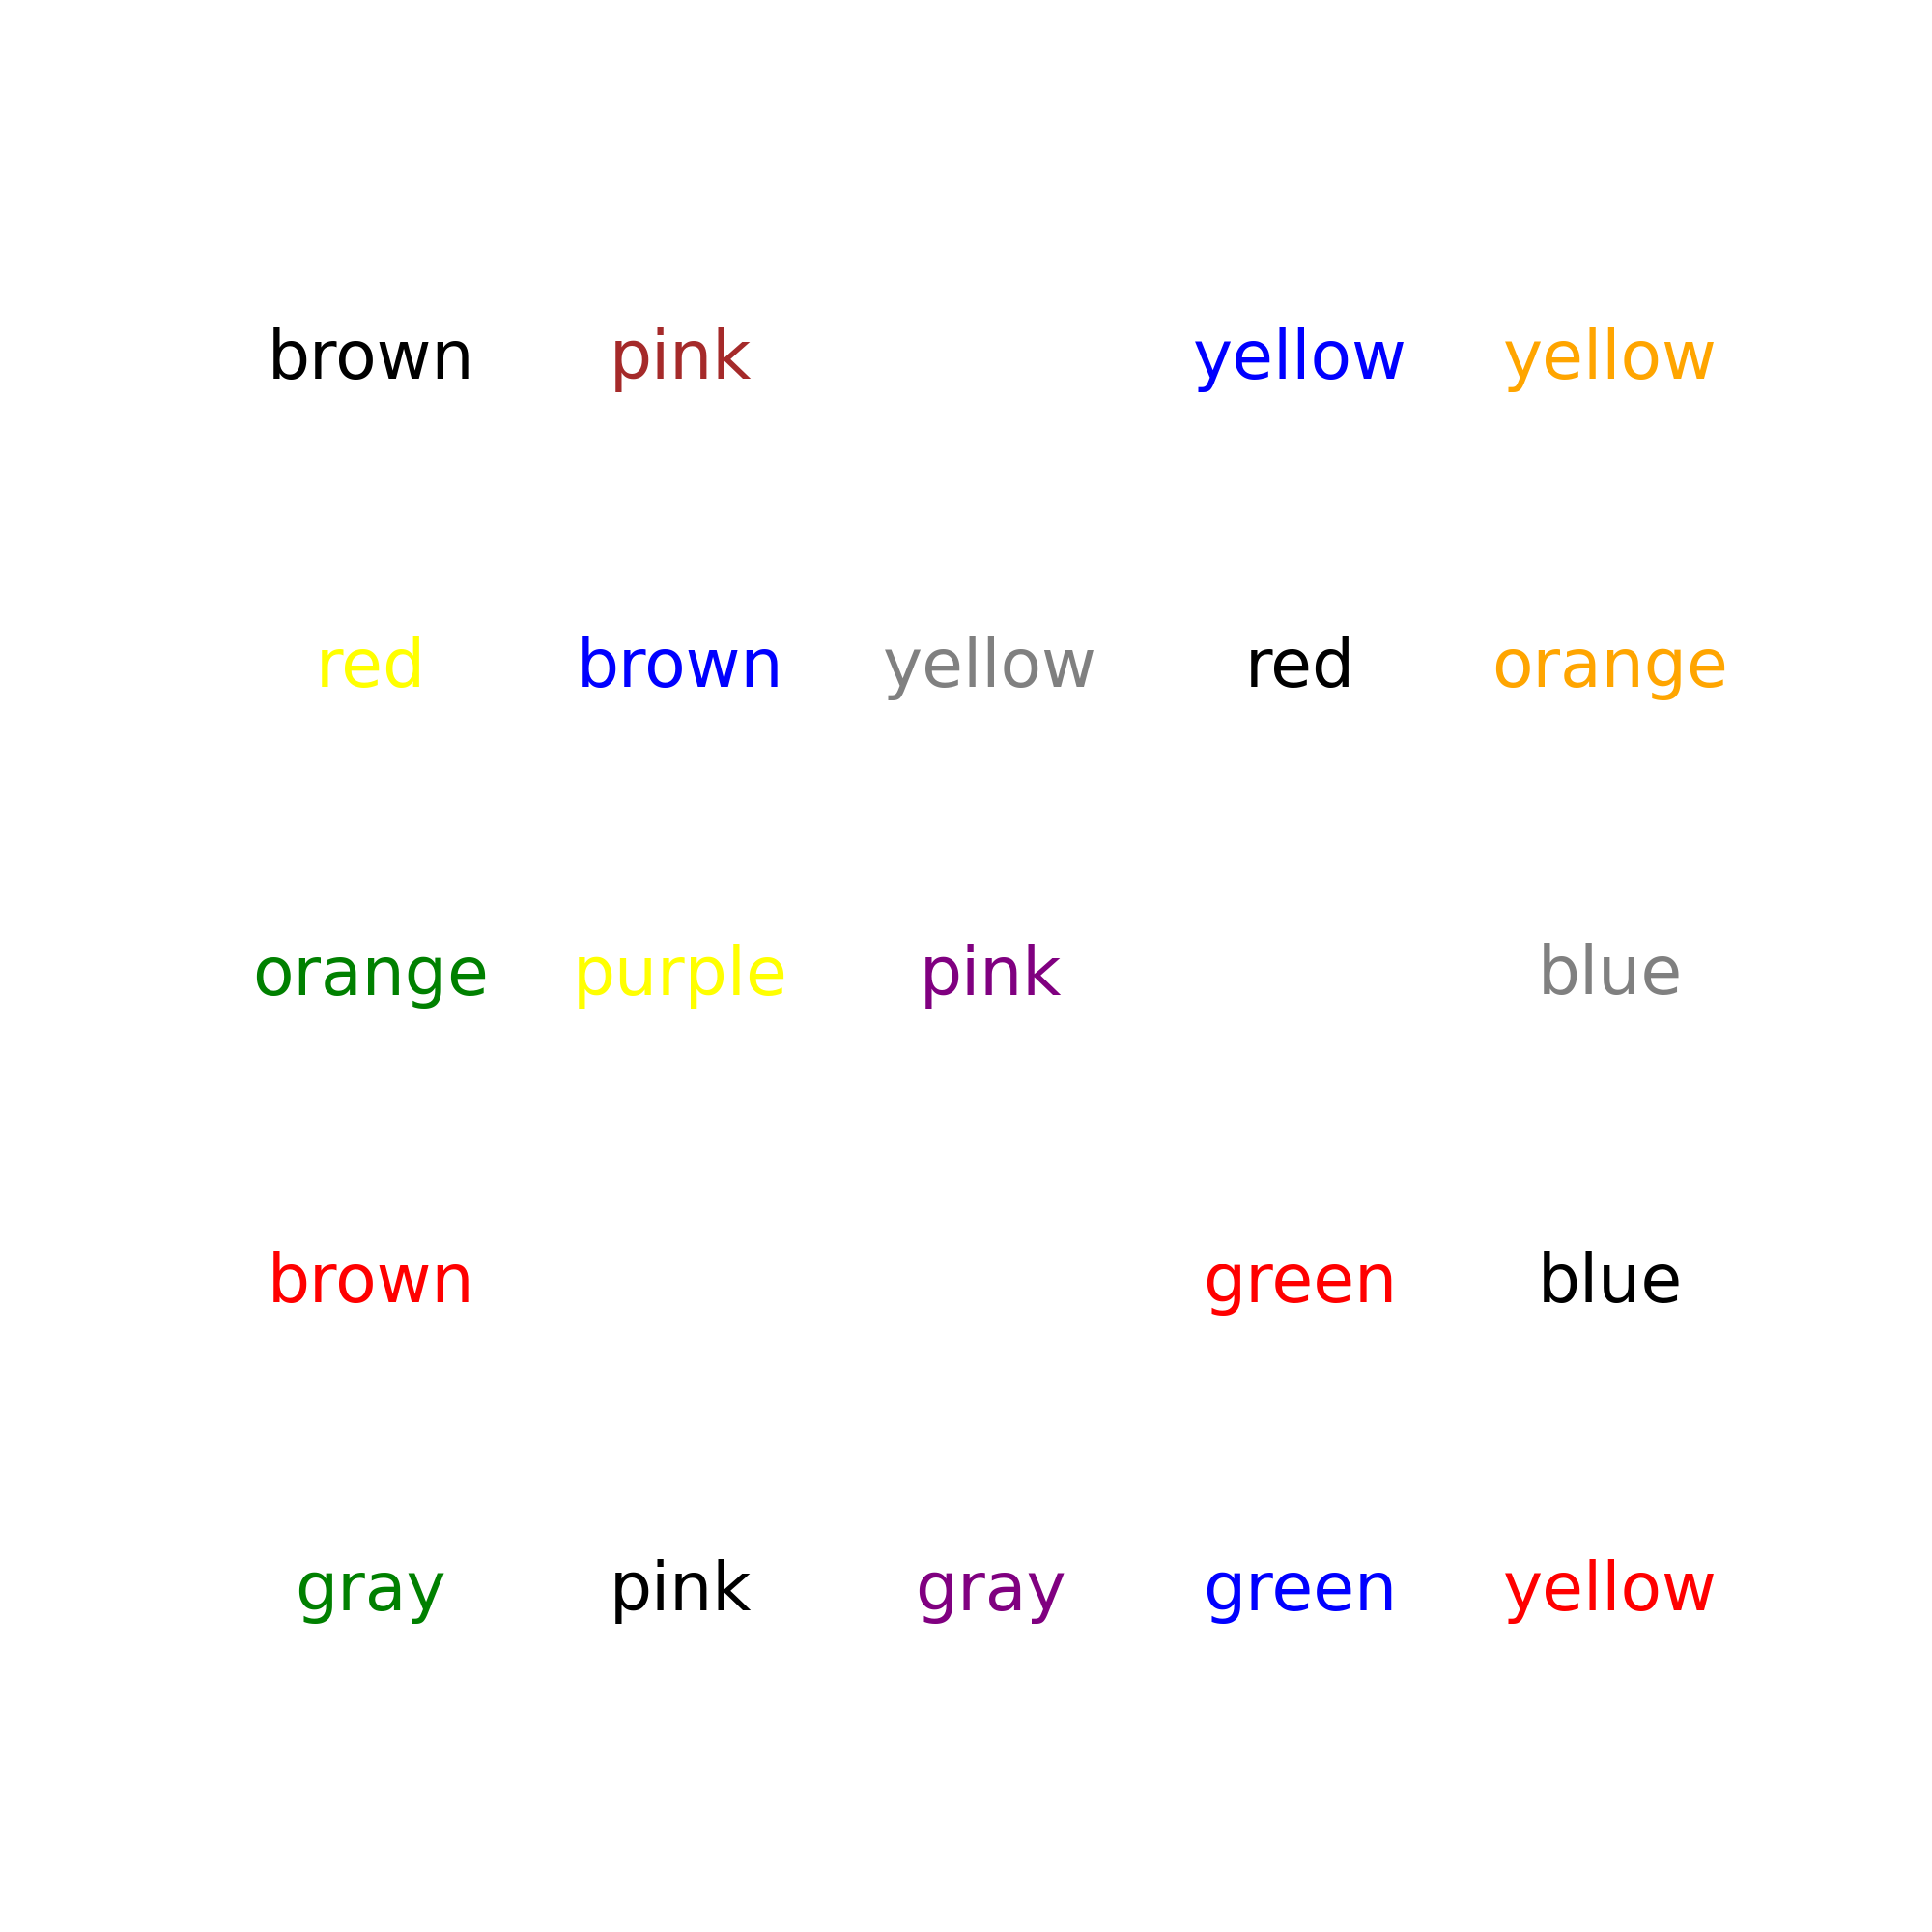 brown pink yellow yellow
red brown yellow red orange
orange purple pink blue
brown green blue
gray pink gray green yellow